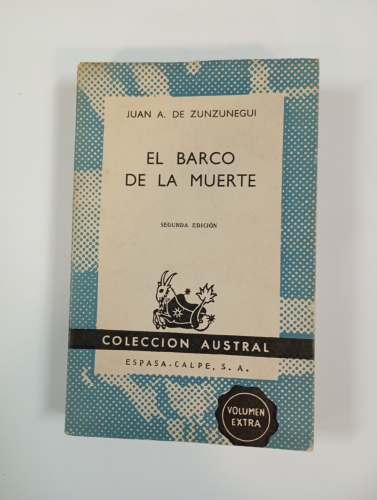 JUAN A. DE ZUNZUNEGUI
EL BARCO
DE LA MUERTE
SEGUNDA EDICIÓN
COLECCION AUSTRAL
ESPASA-CALPE, S. A.
VOLUMEN
EXTRA